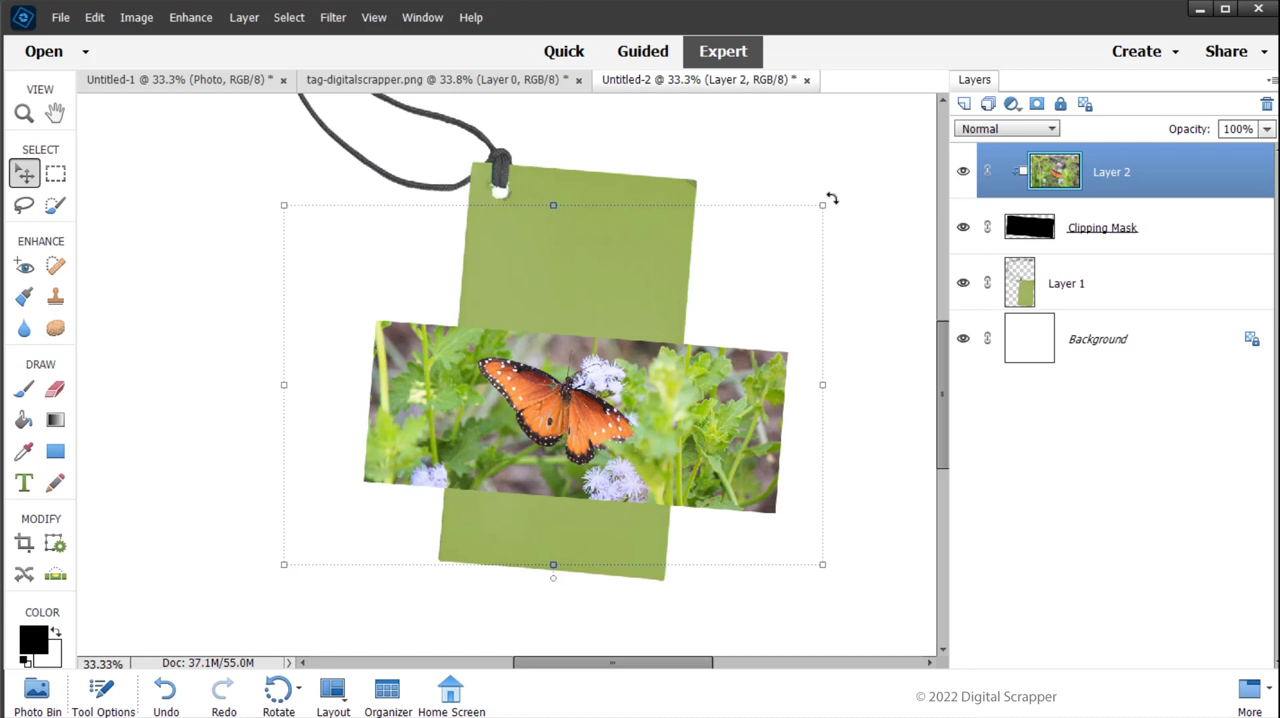 File Edit Image Enhance Layer Select Filter View Window Help
Open Quick Guided Expert Create Share
Untitled-1 @ 33.3% (Photo, RGB/8) * tag-digitalscrapper.png @ 33.8% (Layer 0, RGB/8) * Untitled-2 @ 33.3% (Layer 2, RGB/8) *
Layers
VIEW
Normal Opacity: 100%
SELECT
Layer 2
Clipping Mask
ENHANCE
Layer 1
Background
DRAW
T
MODIFY
COLOR
33.33% Doc: 37.1M/55.0M
Photo Bin Tool Options Undo Redo Rotate Layout Organizer Home Screen
© 2022 Digital Scrapper
More